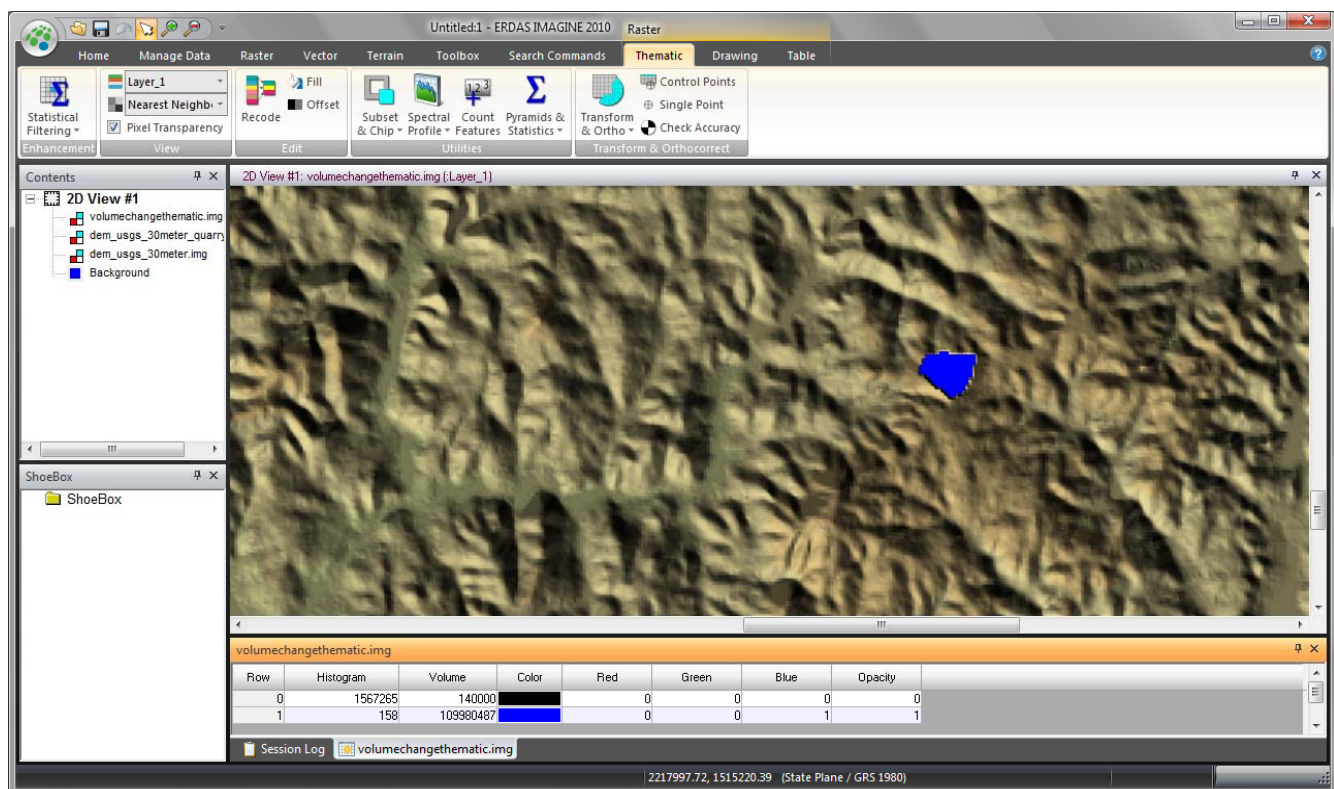 Untitled:1 - ERDAS IMAGINE 2010 Raster
Home Manage Data Raster Vector Terrain Toolbox Search Commands Thematic Drawing Table
Layer_1
Nearest Neighb
Pixel Transparency
Statistical Filtering
Enhancement
View
Recode
Fill
Offset
Edit
Subset & Chip
Spectral Profile
Count Features
Pyramids & Statistics
Utilities
Transform & Ortho
Control Points
Single Point
Check Accuracy
Transform & Orthocorrect
Contents
2D View #1
volumechangethematic.img
dem_usgs_30meter_quarry
dem_usgs_30meter.img
Background
ShoeBox
ShoeBox
2D View #1: volumechangethematic.img (:Layer_1)
volumechangethematic.img
Row Histogram Volume Color Red Green Blue Opacity
0 1567265 140000 0 0 0 0
1 158 109980487 0 0 1 1
Session Log volumechangethematic.img
2217997.72, 1515220.39 (State Plane / GRS 1980)